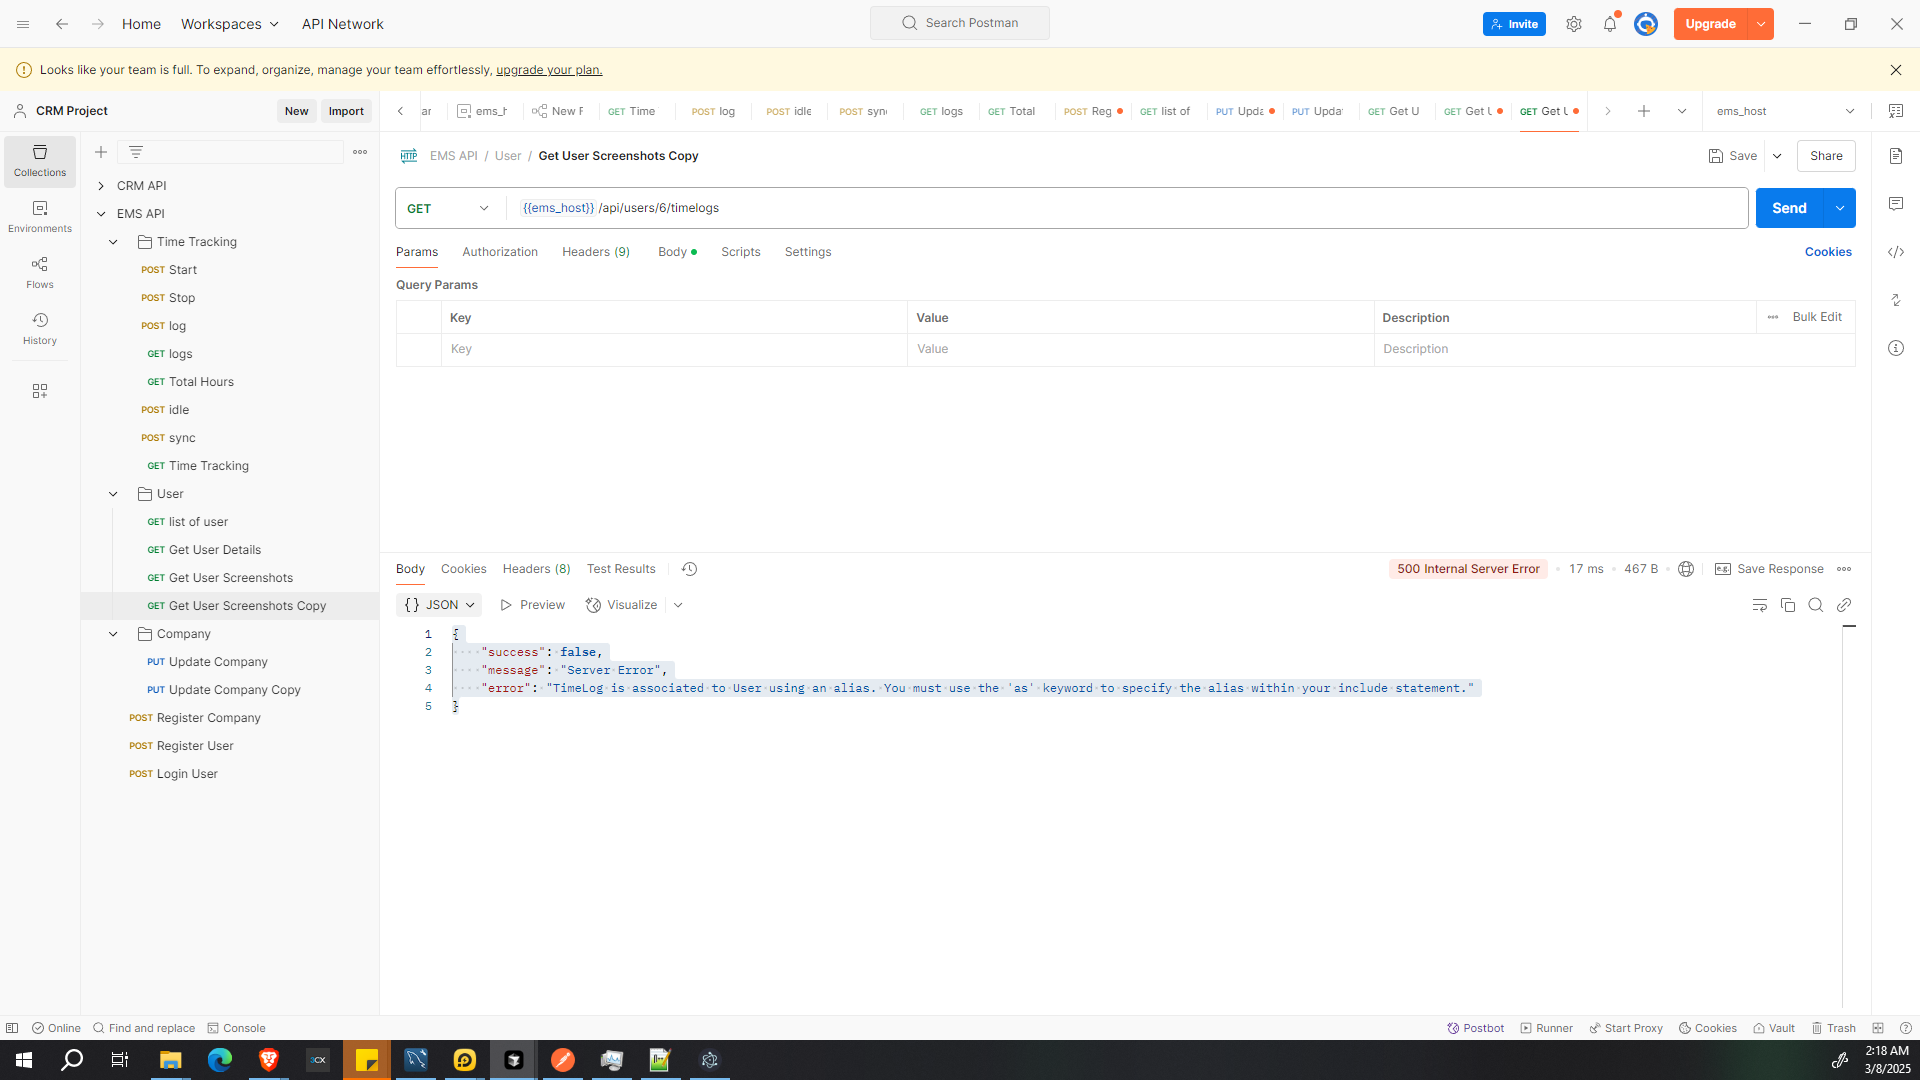 Home
Workspaces
API Network
Search Postman
Invite
Upgrade
Looks like your team is full. To expand, organize, manage your team effortlessly, upgrade your plan.
CRM Project
New
Import
ar
ems_h
New F
GET Time
POST log
POST idle
POST syn
GET logs
GET Total
POST Reg
GET list of
PUT Upda
PUT Upda
GET Get U
GET Get U
GET Get U
ems_host
Collections
Environments
Flows
History
CRM API
EMS API
Time Tracking
POST Start
POST Stop
POST log
GET logs
GET Total Hours
POST idle
POST sync
GET Time Tracking
User
GET list of user
GET Get User Details
GET Get User Screenshots
GET Get User Screenshots Copy
Company
PUT Update Company
PUT Update Company Copy
POST Register Company
POST Register User
POST Login User
HTTP
EMS API / User / Get User Screenshots Copy
Save
Share
GET
{{ems_host}} /api/users/6/timelogs
Send
Params
Authorization
Headers (9)
Body
Scripts
Settings
Cookies
Query Params
Key
Value
Description
Bulk Edit
Key
Value
Description
Body
Cookies
Headers (8)
Test Results
500 Internal Server Error
17 ms
467 B
e.g.
Save Response
{} JSON
Preview
Visualize
1 {
2 "success": false,
3 "message": "Server Error",
4 "error": "TimeLog is associated to User using an alias. You must use the 'as' keyword to specify the alias within your include statement."
5 }
Online
Find and replace
Console
Postbot
Runner
Start Proxy
Cookies
Vault
Trash
2:18 AM
3/8/2025